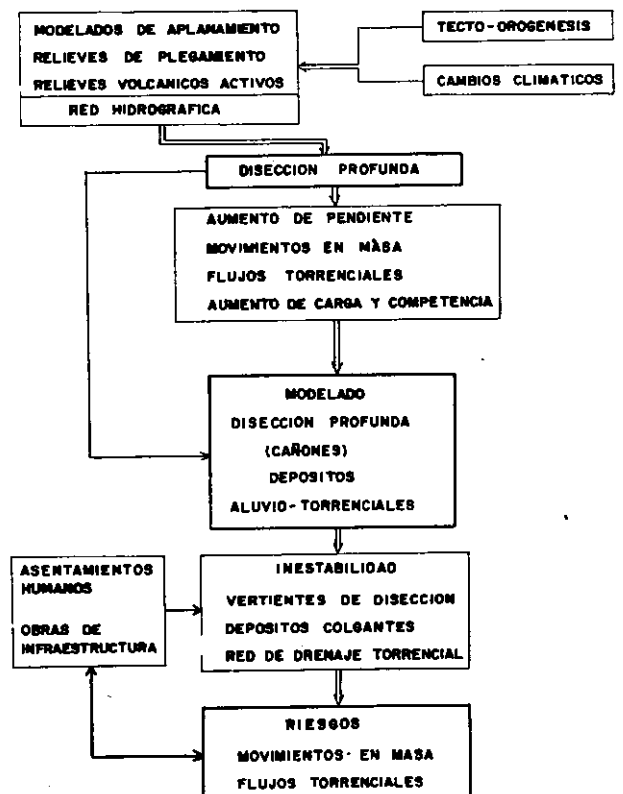 MODELADOS DE APLANAMIENTO
RELIEVES DE PLEGAMIENTO
RELIEVES VOLCANICOS ACTIVOS
RED HIDROGRAFICA
TECTO-OROGENESIS
CAMBIOS CLIMATICOS
DISECCION PROFUNDA
AUMENTO DE PENDIENTE
MOVIMIENTOS EN MÀSA
FLUJOS TORRENCIALES
AUMENTO DE CARGA Y COMPETENCIA
MODELADO
DISECCION PROFUNDA
(CAÑONES)
DEPOSITOS
ALUVIO-TORRENCIALES
ASENTAMIENTOS
HUMANOS
OBRAS DE
INFRAESTRUCTURA
INESTABILIDAD
VERTIENTES DE DISECCION
DEPOSITOS COLGANTES
RED DE DRENAJE TORRENCIAL
RIESGOS
MOVIMIENTOS- EN MASA
FLUJOS TORRENCIALES